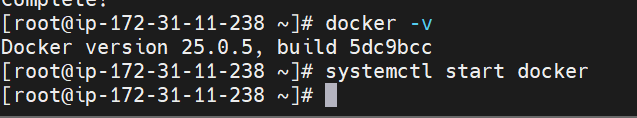 Complete!
[root@ip-172-31-11-238 ~]# docker -v
Docker version 25.0.5, build 5dc9bcc
[root@ip-172-31-11-238 ~]# systemctl start docker
[root@ip-172-31-11-238 ~]#